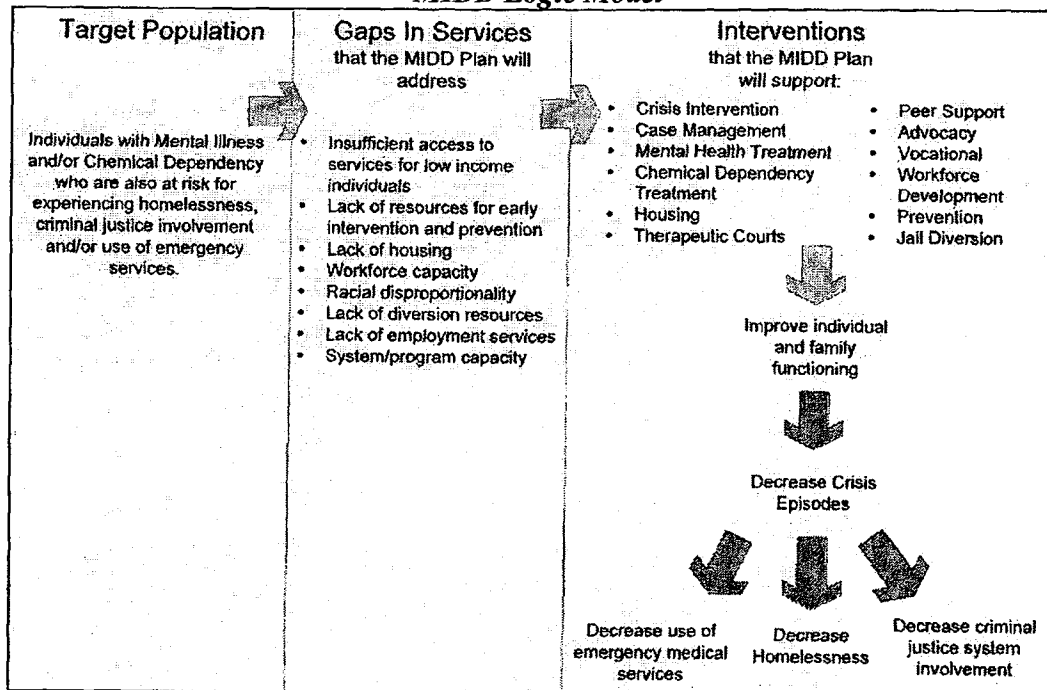 MIDD Logic Model
Target Population
Individuals with Mental Illness
and/or Chemical Dependency
who are also at risk for
experiencing homelessness,
criminal justice involvement
and/or use of emergency
services.
Gaps In Services
that the MIDD Plan will
address
• Insufficient access to
services for low income
individuals
• Lack of resources for early
intervention and prevention
• Lack of housing
• Workforce capacity
• Racial disproportionality
• Lack of diversion resources
• Lack of employment services
• System/program capacity
Interventions
that the MIDD Plan
will support:
• Crisis Intervention
• Case Management
• Mental Health Treatment
• Chemical Dependency
Treatment
• Housing
• Therapeutic Courts
• Peer Support
• Advocacy
• Vocational
• Workforce
Development
• Prevention
• Jail Diversion
Improve individual
and family
functioning
Decrease Crisis
Episodes
Decrease use of
emergency medical
services
Decrease
Homelessness
Decrease criminal
justice system
involvement